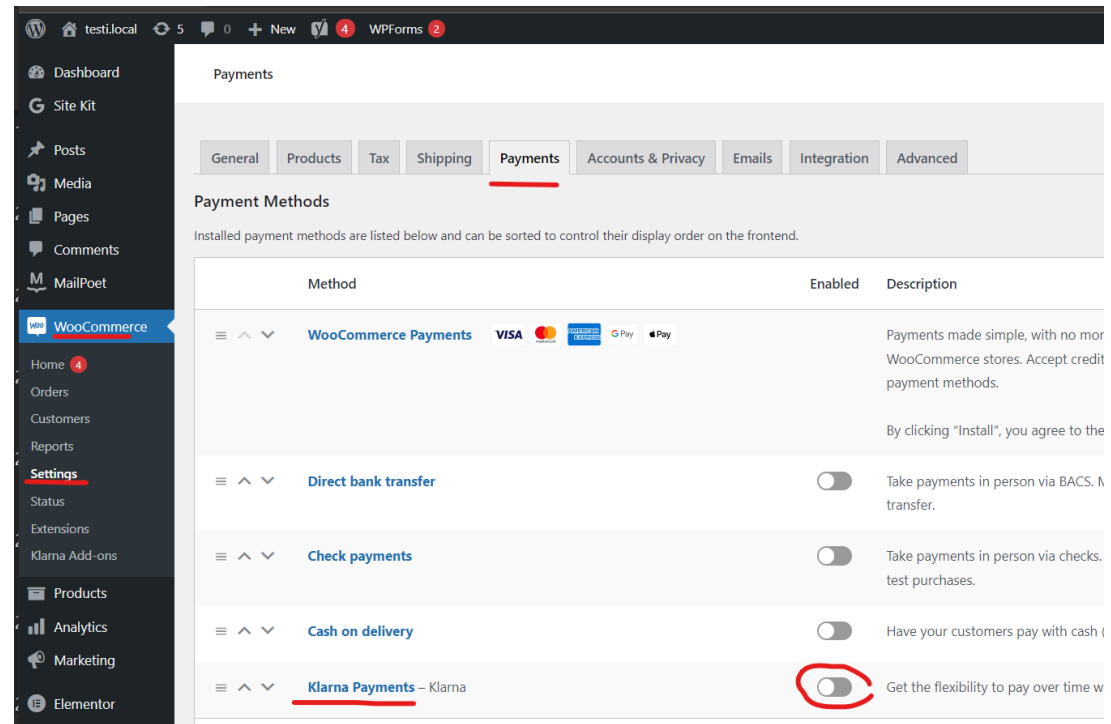 testi.local 5 0 New 4 WPForms 2
Dashboard
Site Kit
Posts
Media
Pages
Comments
MailPoet
WooCommerce
Home 4
Orders
Customers
Reports
Settings
Status
Extensions
Klarna Add-ons
Products
Analytics
Marketing
Elementor
Payments
General Products Tax Shipping Payments Accounts & Privacy Emails Integration Advanced
Payment Methods
Installed payment methods are listed below and can be sorted to control their display order on the frontend.
Method Enabled Description
WooCommerce Payments VISA AMERICAN EXPRESS G Pay Pay
Payments made simple, with no mor
WooCommerce stores. Accept credit
payment methods.
By clicking “Install”, you agree to the
Direct bank transfer
Take payments in person via BACS. M
transfer.
Check payments
Take payments in person via checks.
test purchases.
Cash on delivery
Have your customers pay with cash (
Klarna Payments – Klarna
Get the flexibility to pay over time w